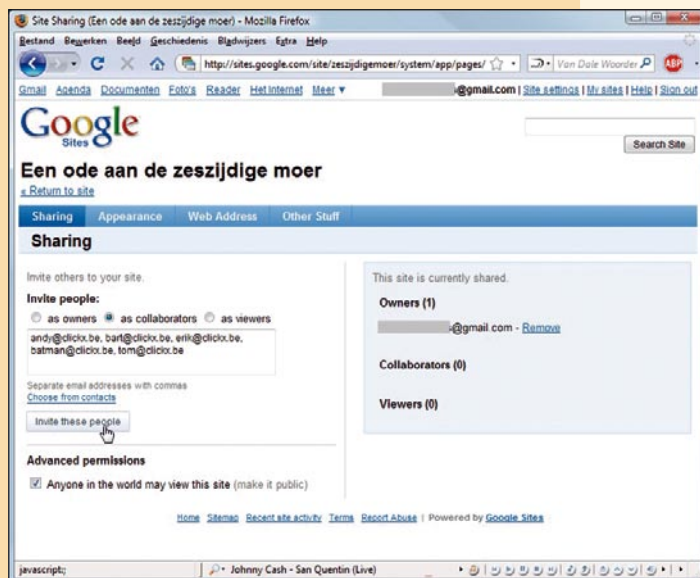 Site Sharing (Een ode aan de zeszijdige moer) - Mozilla Firefox
Bestand Bewerken Beeld Geschiedenis Bladwijzers Extra Help
http://sites.google.com/site/zeszijdigemoer/system/app/pages/ Van Dale Woorder ABP
Gmail Agenda Documenten Foto's Reader Het Internet Meer ▼ @gmail.com | Site settings | My sites | Help | Sign out
Google
Sites
Search Site
Een ode aan de zeszijdige moer
« Return to site
Sharing Appearance Web Address Other Stuff
Sharing
Invite others to your site.
Invite people:
as owners as collaborators as viewers
andy@clickx.be, bart@clickx.be, erik@clickx.be,
batman@clickx.be, tom@clickx.be
Separate email addresses with commas
Choose from contacts
Invite these people
Advanced permissions
Anyone in the world may view this site (make it public)
This site is currently shared.
Owners (1)
@gmail.com - Remove
Collaborators (0)
Viewers (0)
Home Sitemap Recent site activity Terms Report Abuse | Powered by Google Sites
javascript:; Johnny Cash - San Quentin (Live)